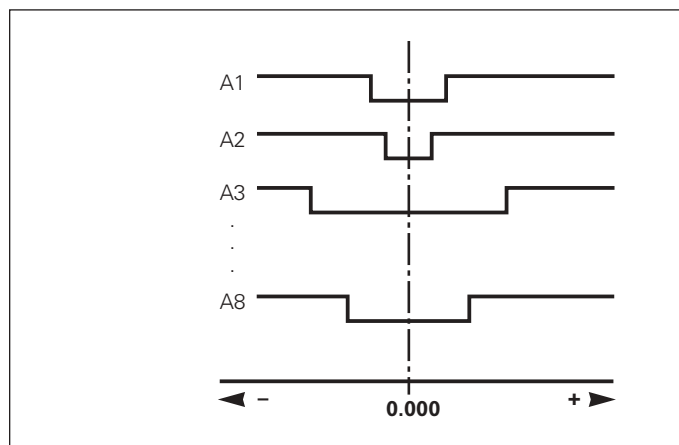 A1
A2
A3
.
.
.
A8
– +
0.000